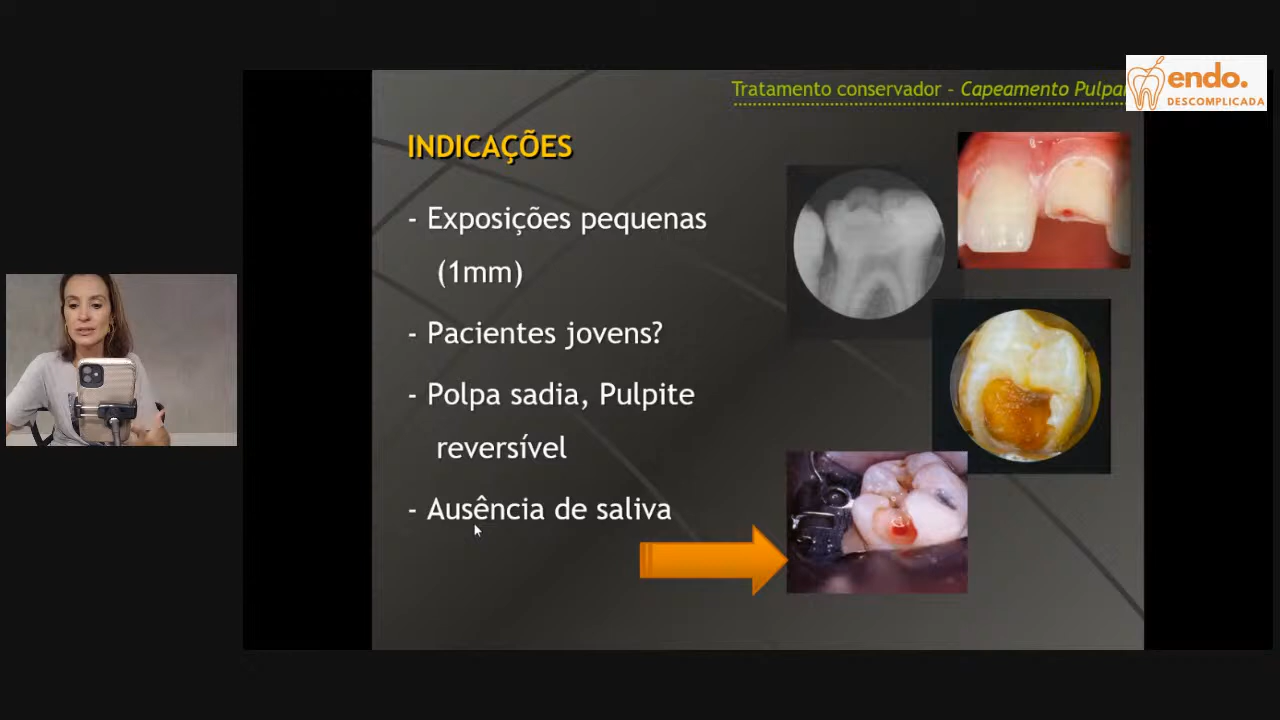 Tratamento conservador - Capeamento Pulpar
endo.
DESCOMPLICADA
INDICAÇÕES
- Exposições pequenas
(1mm)
- Pacientes jovens?
- Polpa sadia, Pulpite
reversível
- Ausência de saliva